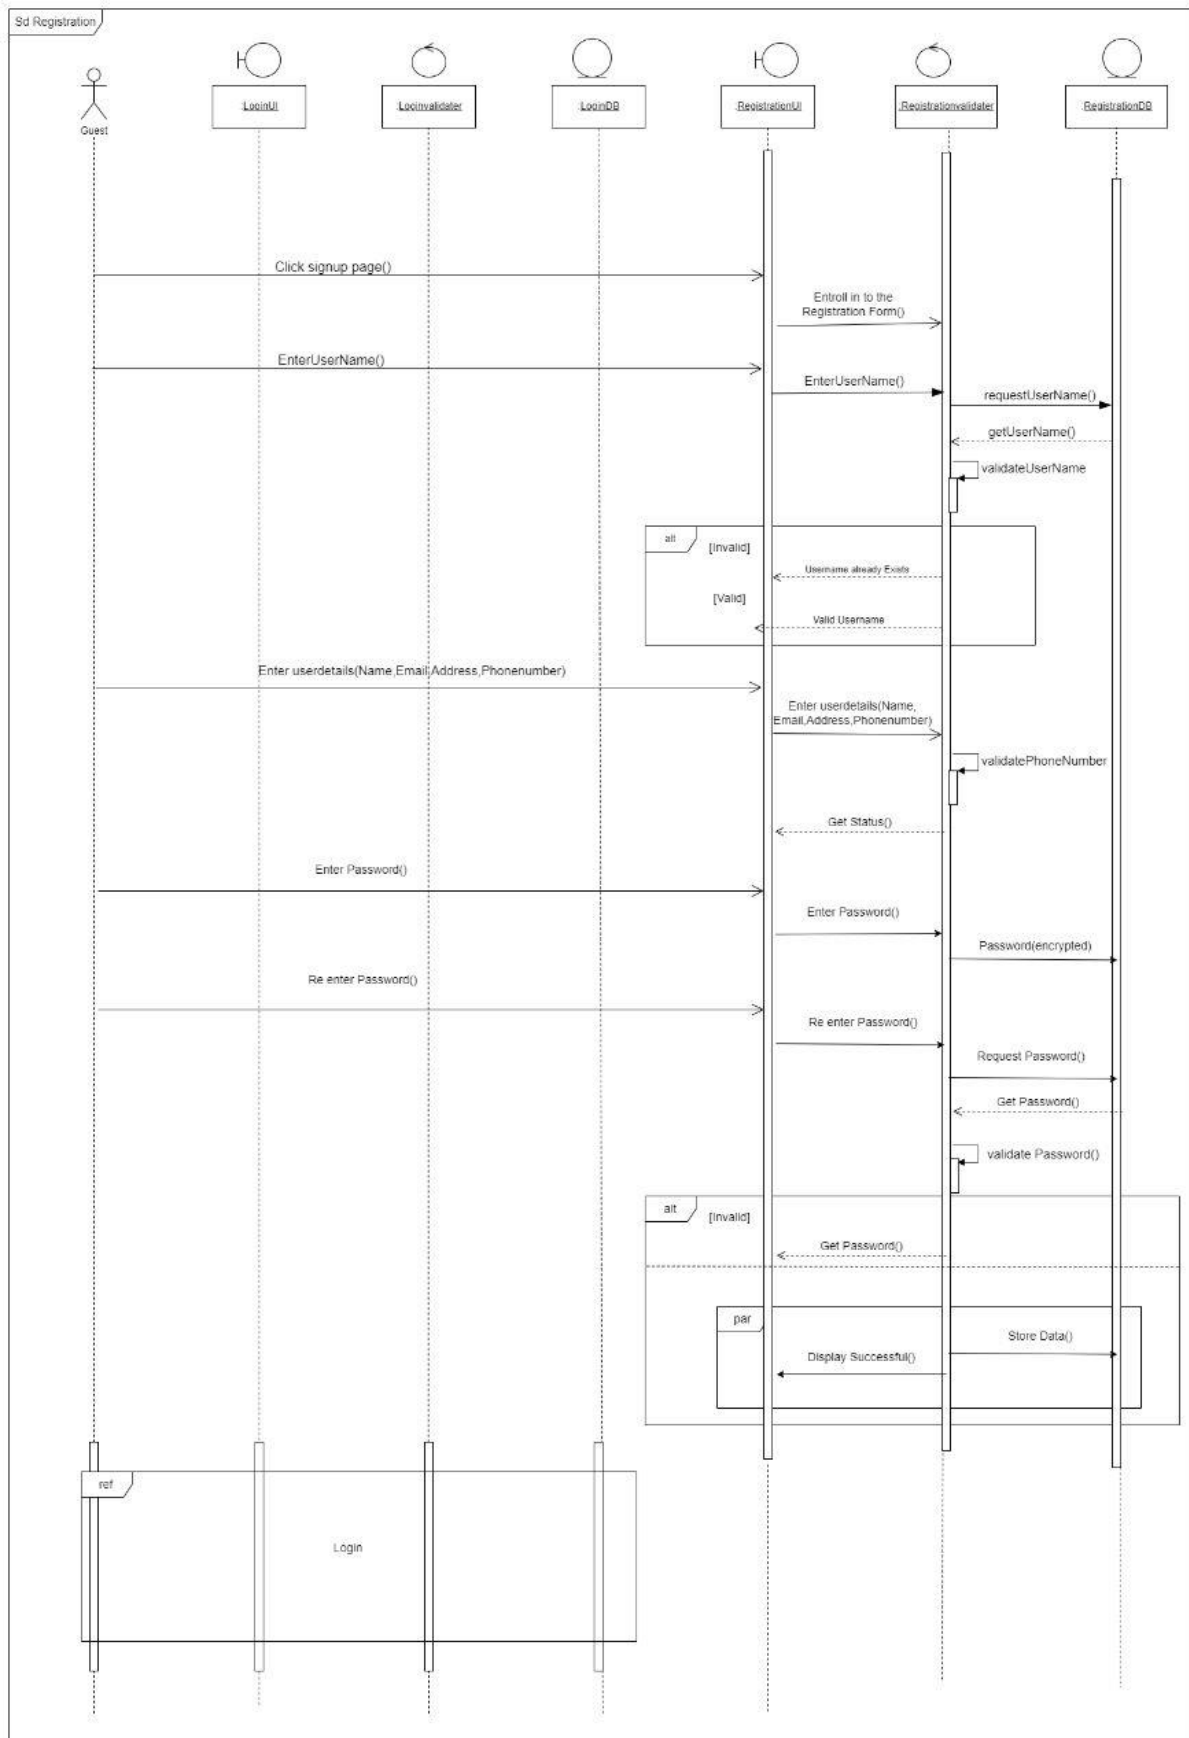 Sd Registration
Guest
LoginUI
Loginvalidater
LoginDB
RegistrationUI
Registrationvalidater
RegistrationDB
Click signup page()
Entroll in to the
Registration Form()
EnterUserName()
EnterUserName()
requestUserName()
getUserName()
validateUserName
alt
[Invalid]
Username already Exists
[Valid]
Valid Username
Enter userdetails(Name,Email,Address,Phonenumber)
Enter userdetails(Name,
Email,Address,Phonenumber)
validatePhoneNumber
Get Status()
Enter Password()
Enter Password()
Password(encrypted)
Re enter Password()
Re enter Password()
Request Password()
Get Password()
validate Password()
alt
[Invalid]
Get Password()
par
Store Data()
Display Successful()
ref
Login